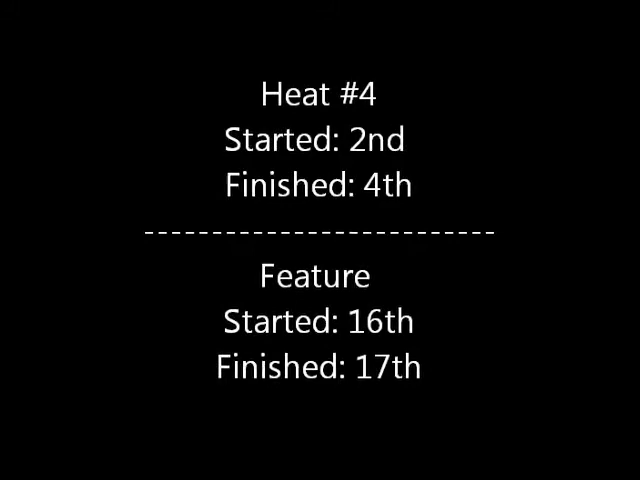 Heat #4
Started: 2nd
Finished: 4th
--------------------------
Feature
Started: 16th
Finished: 17th